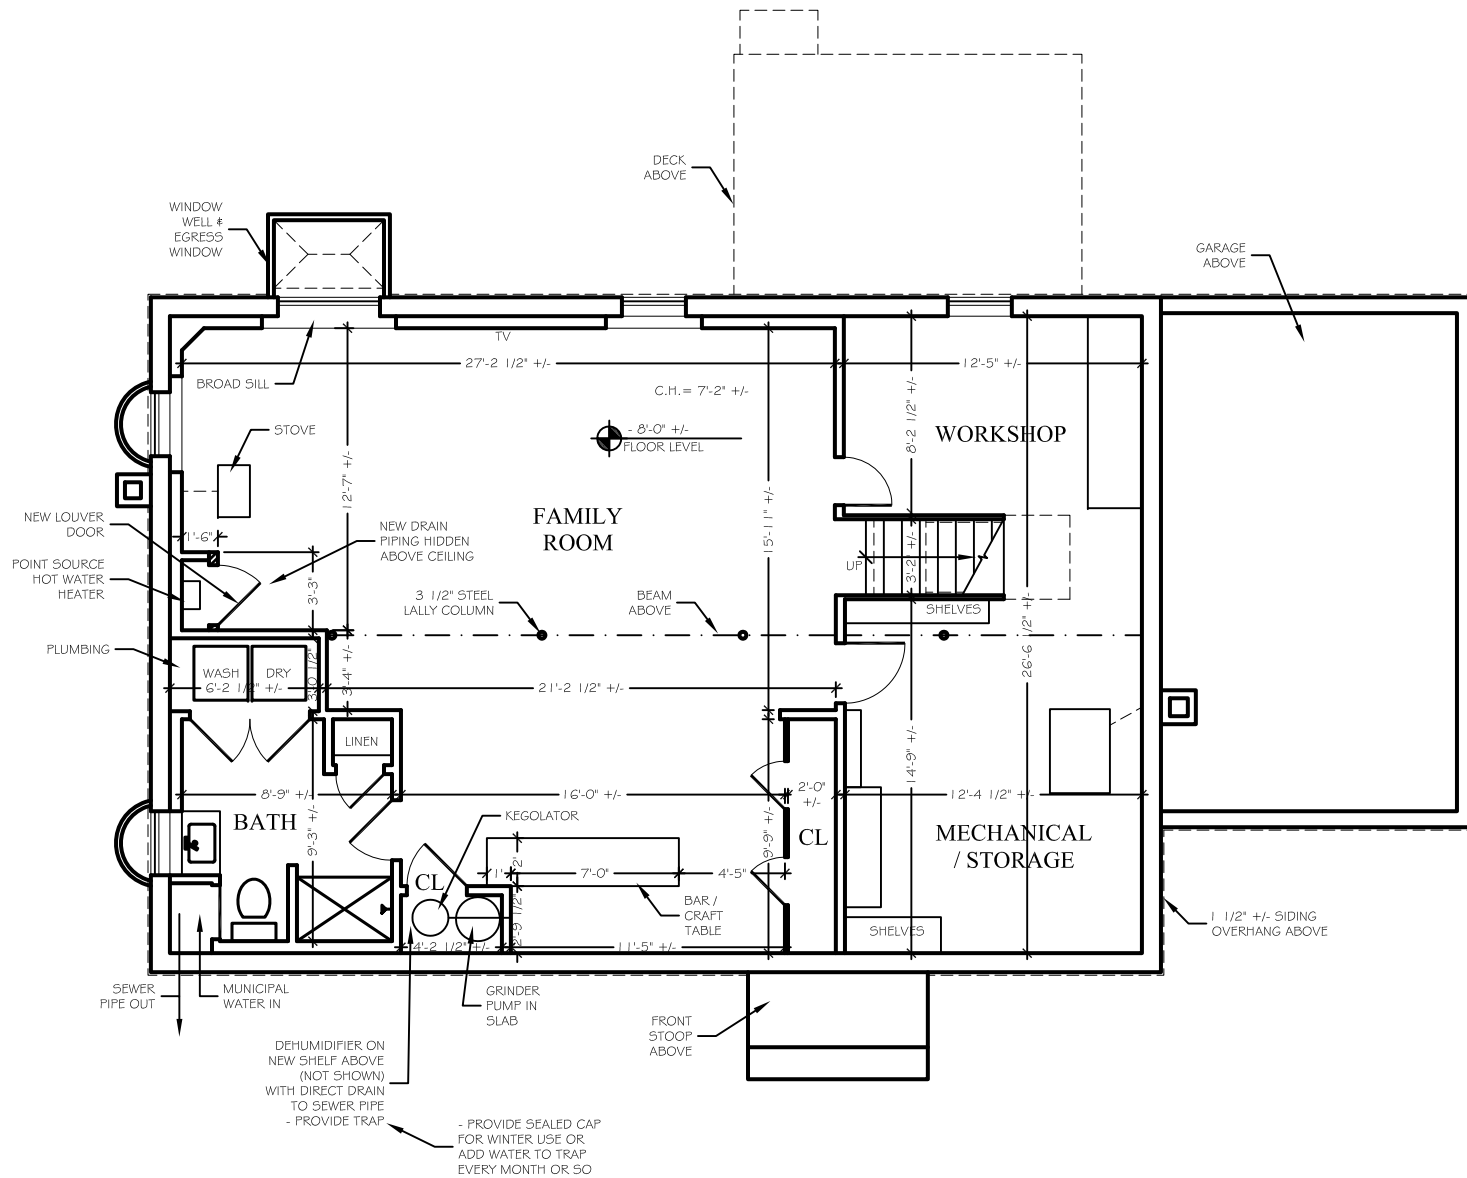 DECK
ABOVE
WINDOW
WELL &
EGRESS
WINDOW
GARAGE
ABOVE
TV
27'-2 1/2" +/-
12'-5" +/-
BROAD SILL
C.H.= 7'-2" +/-
8'-2 1/2" +/-
STOVE
- 8'-0" +/-
FLOOR LEVEL
WORKSHOP
12'-7" +/-
15'-11" +/-
FAMILY
ROOM
NEW LOUVER
DOOR
1'-6"
NEW DRAIN
PIPING HIDDEN
ABOVE CEILING
POINT SOURCE
HOT WATER
HEATER
3'-3"
UP
3'-2" +/-
3 1/2" STEEL
LALLY COLUMN
BEAM
ABOVE
SHELVES
26'-6 1/2" +/-
PLUMBING
WASH
DRY
3'-0 1/2"
3'-4" +/-
6'-2 1/2" +/-
21'-2 1/2" +/-
LINEN
14'-9" +/-
8'-9" +/-
16'-0" +/-
2'-0"
+/-
12'-4 1/2" +/-
KEGOLATOR
BATH
9'-3" +/-
9'-9" +/-
CL
MECHANICAL
/ STORAGE
2'
1'
7'-0"
4'-5"
CL
BAR /
CRAFT
TABLE
2'-9 1/2"
SHELVES
1 1/2" +/- SIDING
OVERHANG ABOVE
4'-2 1/2" +/-
11'-5" +/-
SEWER
PIPE OUT
MUNICIPAL
WATER IN
GRINDER
PUMP IN
SLAB
FRONT
STOOP
ABOVE
DEHUMIDIFIER ON
NEW SHELF ABOVE
(NOT SHOWN)
WITH DIRECT DRAIN
TO SEWER PIPE
- PROVIDE TRAP
- PROVIDE SEALED CAP
FOR WINTER USE OR
ADD WATER TO TRAP
EVERY MONTH OR SO